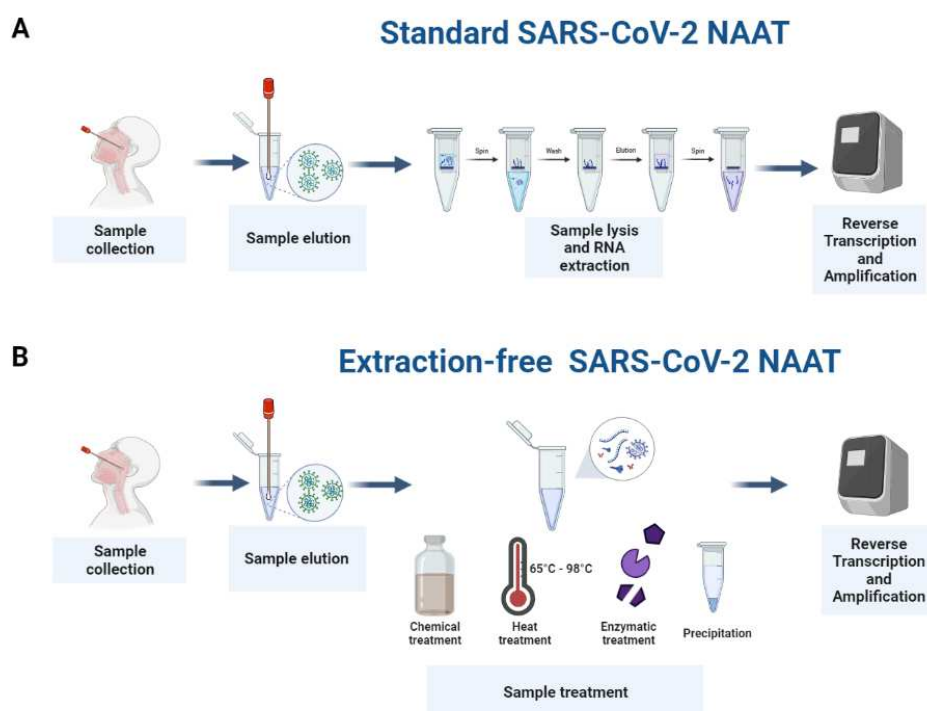 A
Standard SARS-CoV-2 NAAT
Spin
Wash
Elution
Spin
Sample
collection
Sample elution
Sample lysis
and RNA
extraction
Reverse
Transcription
and
Amplification
B
Extraction-free SARS-CoV-2 NAAT
Sample
collection
Sample elution
65°C - 98°C
Chemical
treatment
Heat
treatment
Enzymatic
treatment
Precipitation
Sample treatment
Reverse
Transcription
and
Amplification